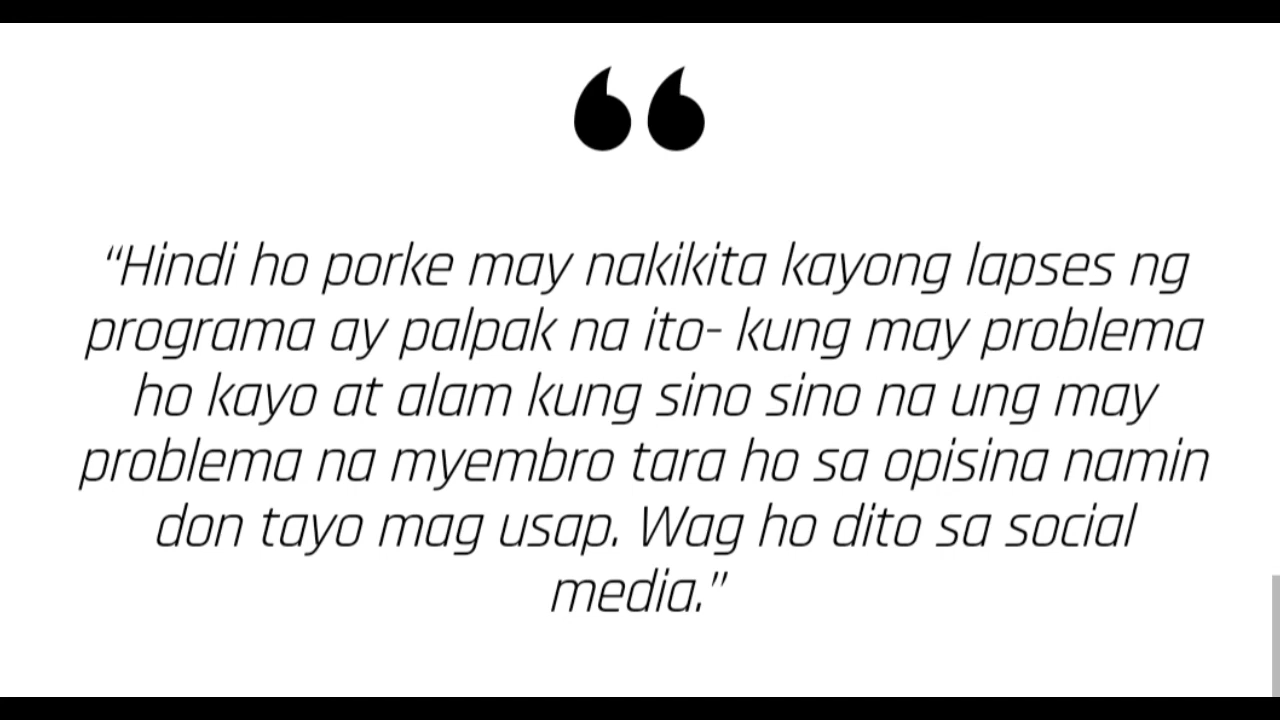 “Hindi ho porke may nakikita kayong lapses ng
programa ay palpak na ito- kung may problema
ho kayo at alam kung sino sino na ung may
problema na myembro tara ho sa opisina namin
don tayo mag usap. Wag ho dito sa social
media.”